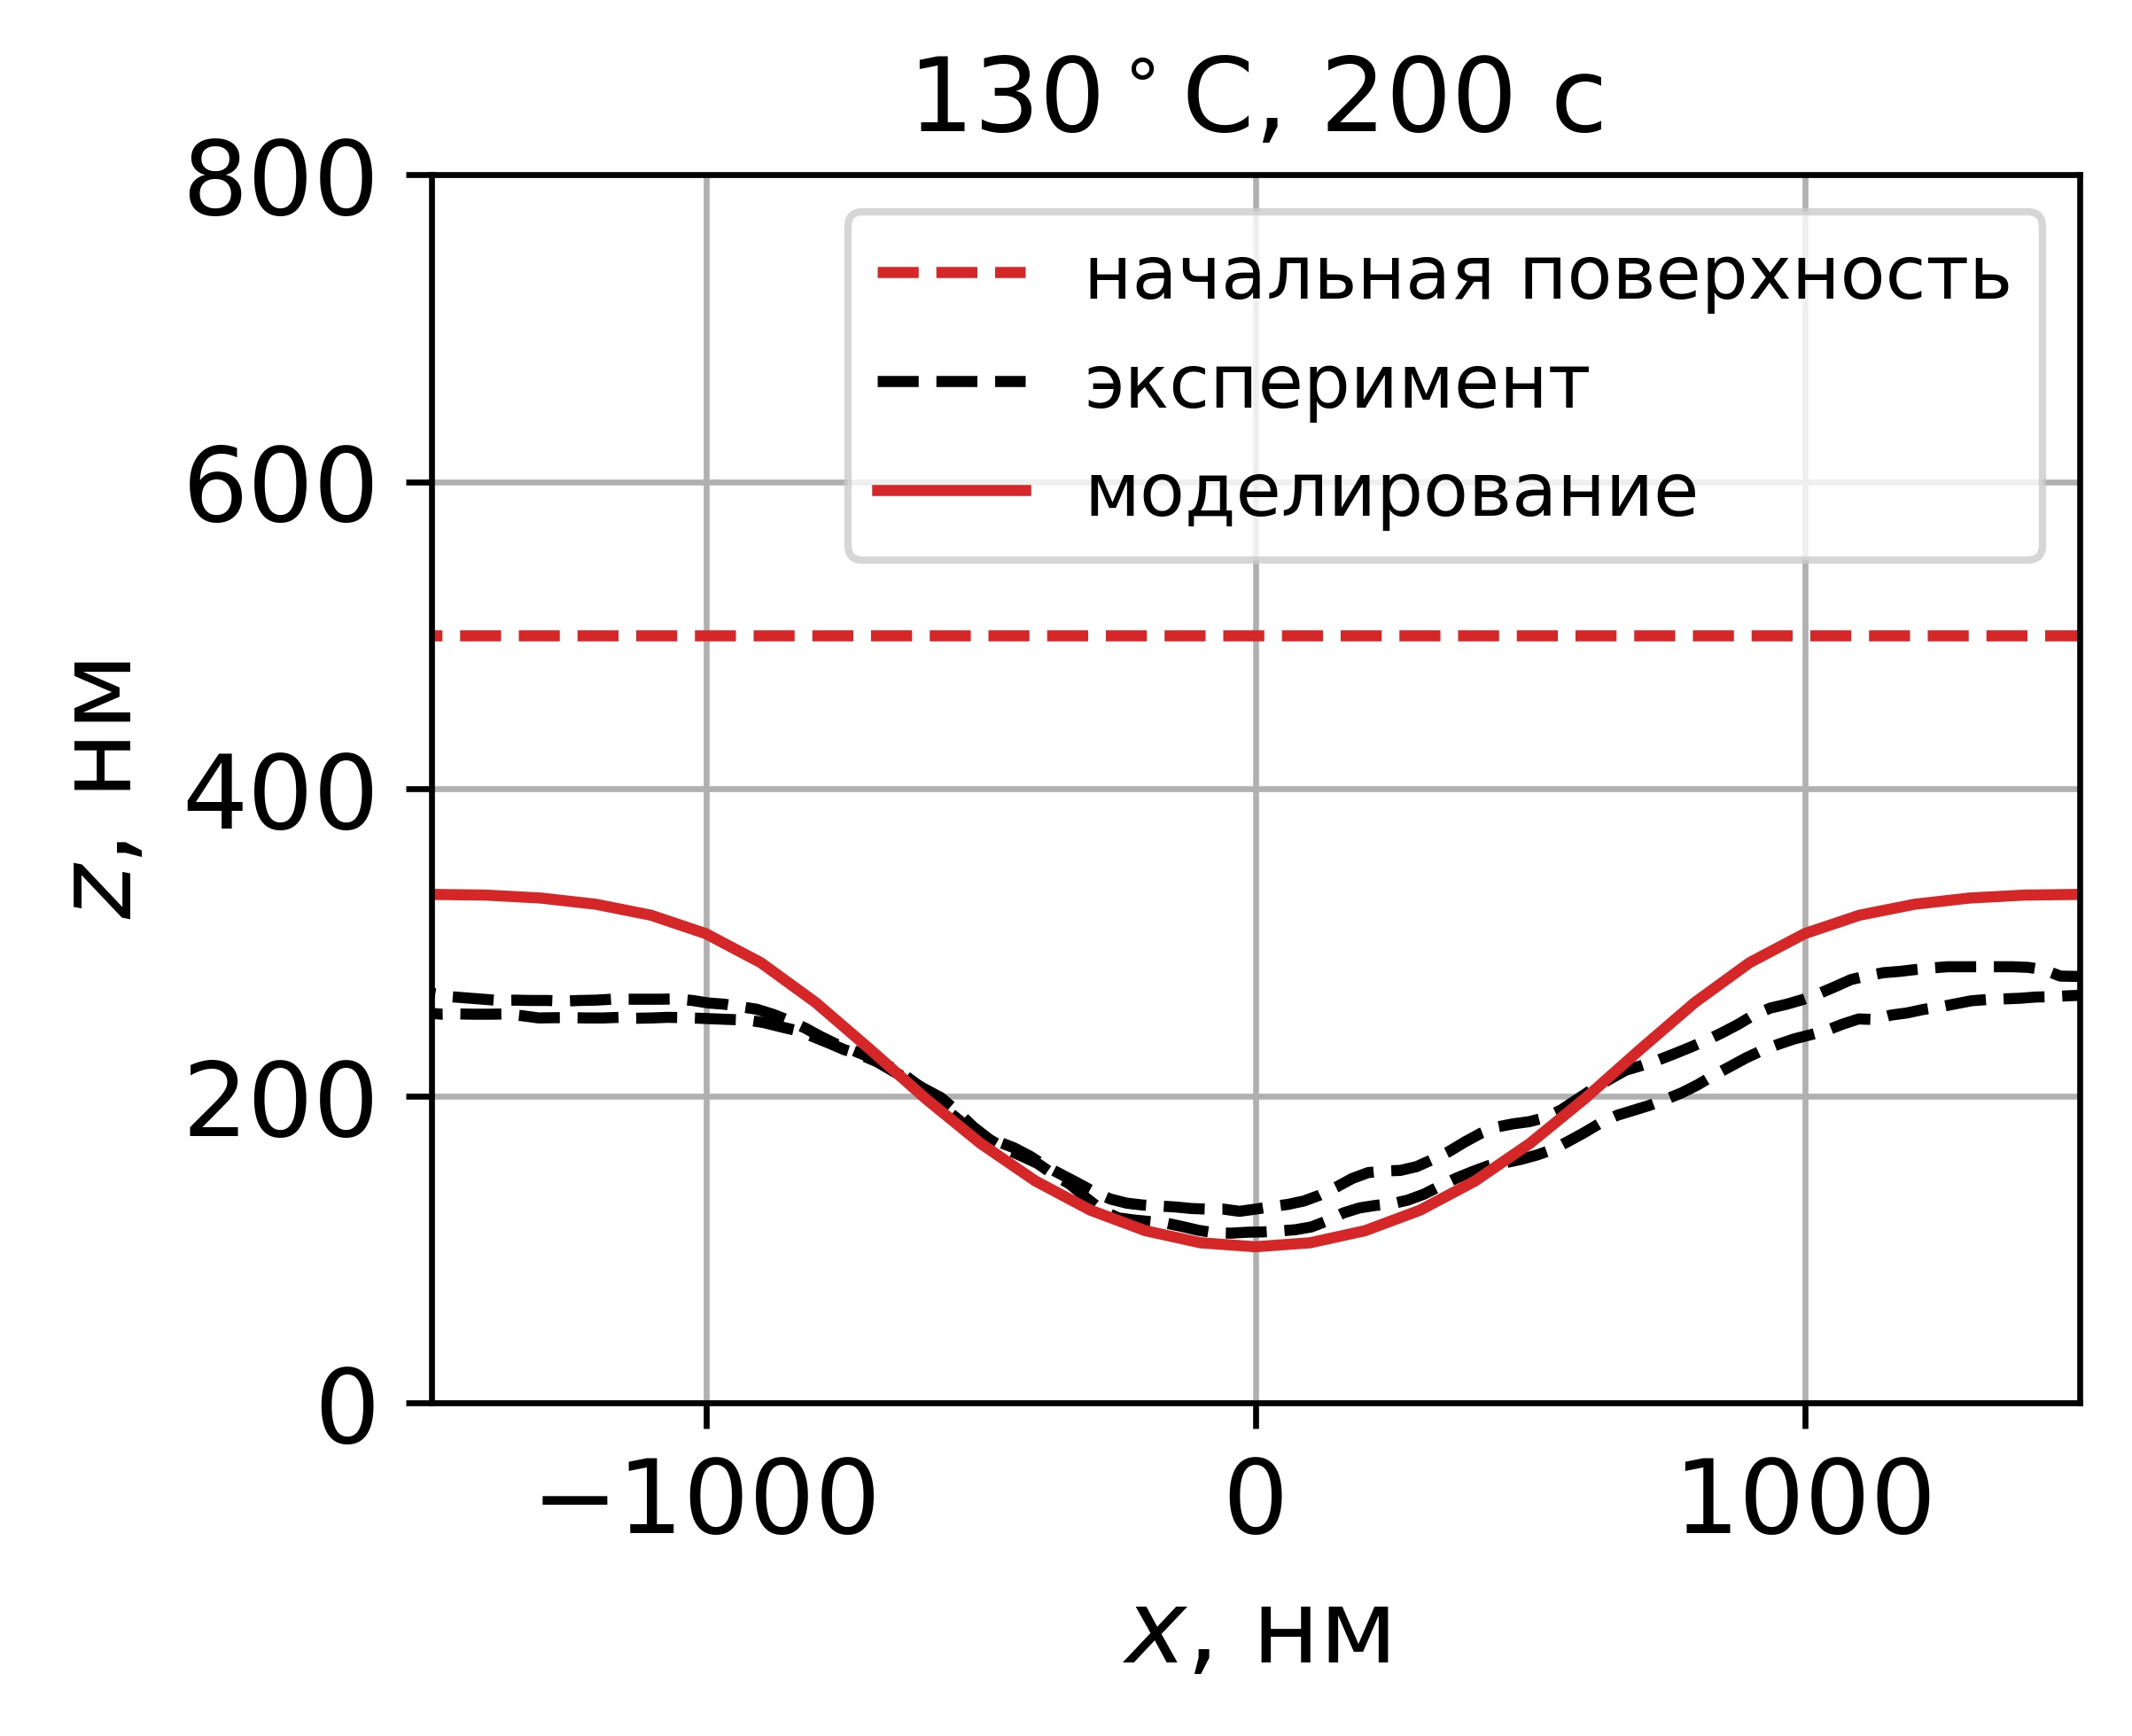 130 °C, 200 с
800
600
400
200
0
z, нм
начальная поверхность
эксперимент
моделирование
−1000
0
1000
x, нм